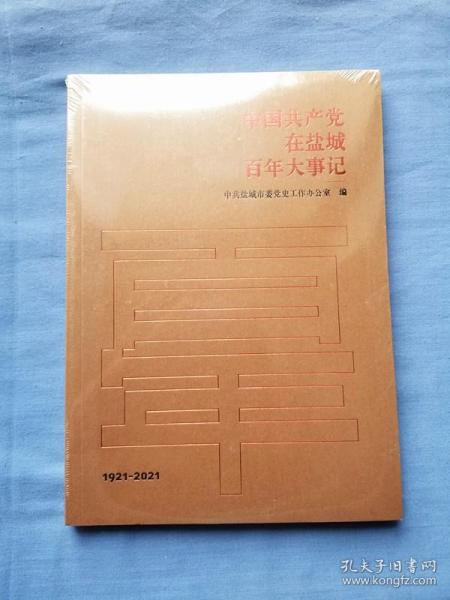 中国共产党
在盐城
百年大事记
中共盐城市委党史工作办公室 编
百年
1921-2021
孔夫子旧书网
www.kongfz.com